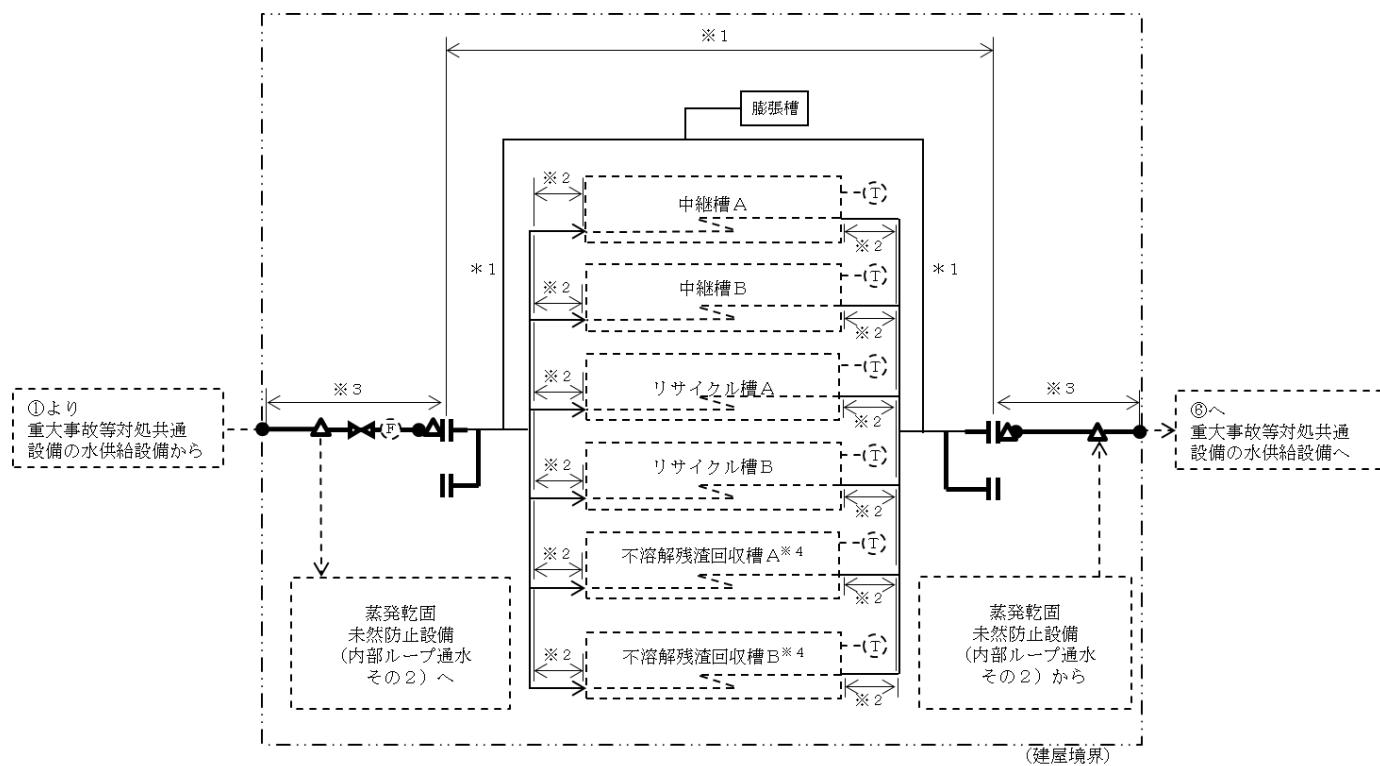 ※１
膨張槽
※２
中継槽Ａ
Ｔ
※２
＊１
＊１
※２
中継槽Ｂ
Ｔ
※２
※２
リサイクル槽Ａ
Ｔ
※２
※３
※３
①より
重大事故等対処共通
設備の水供給設備から
Ｆ
⑥へ
重大事故等対処共通
設備の水供給設備へ
※２
リサイクル槽Ｂ
Ｔ
※２
※２
不溶解残渣回収槽Ａ※４
Ｔ
※２
蒸発乾固
未然防止設備
（内部ループ通水
その２）へ
蒸発乾固
未然防止設備
（内部ループ通水
その２）から
※２
不溶解残渣回収槽Ｂ※４
Ｔ
※２
（建屋境界）